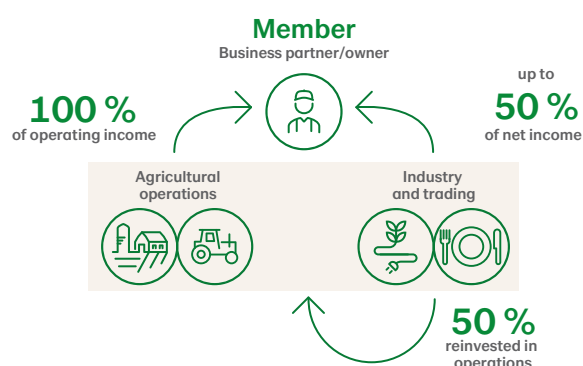 Member
Business partner/owner
100 %
of operating income
up to
50 %
of net income
Agricultural
operations
Industry
and trading
50 %
reinvested in
operations